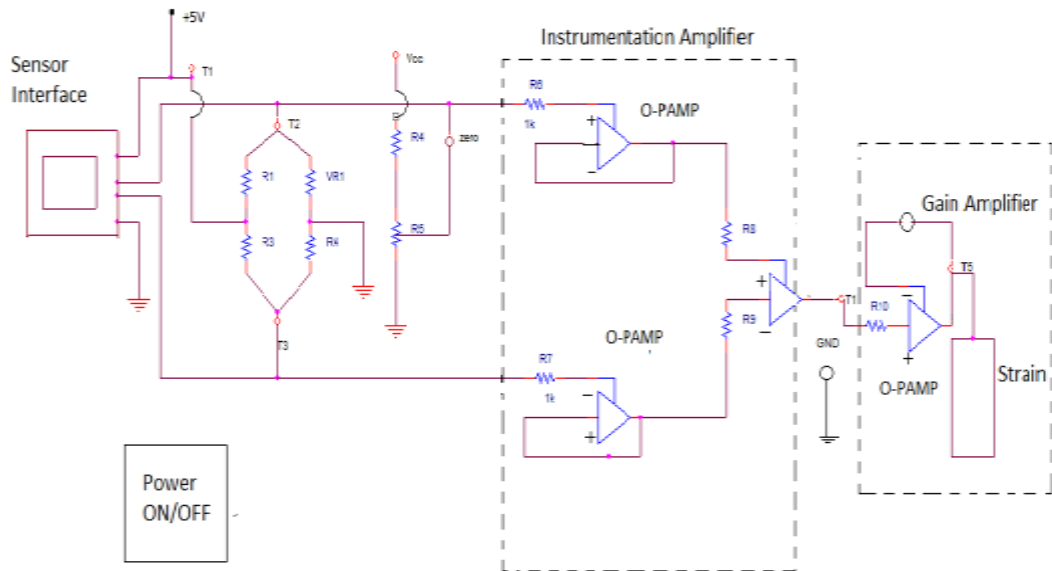 +5V
Instrumentation Amplifier
Sensor
Interface
T1
Vcc
R6
O-PAMP
1k
T2
R4
zero
R1
VR1
Gain Amplifier
R3
R4
R5
R8
T5
T1
R10
R9
T3
GND
O-PAMP
R7
1k
O-PAMP
Strain
Power
ON/OFF
+
−
−
+
+
−
−
+